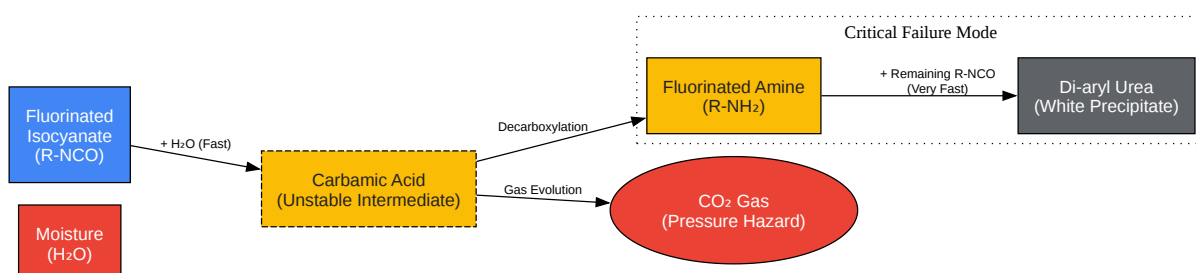 Critical Failure Mode
Fluorinated
Isocyanate
(R-NCO)
+ H₂O (Fast)
Moisture
(H₂O)
Carbamic Acid
(Unstable Intermediate)
Decarboxylation
Gas Evolution
Fluorinated Amine
(R-NH₂)
+ Remaining R-NCO
(Very Fast)
Di-aryl Urea
(White Precipitate)
CO₂ Gas
(Pressure Hazard)